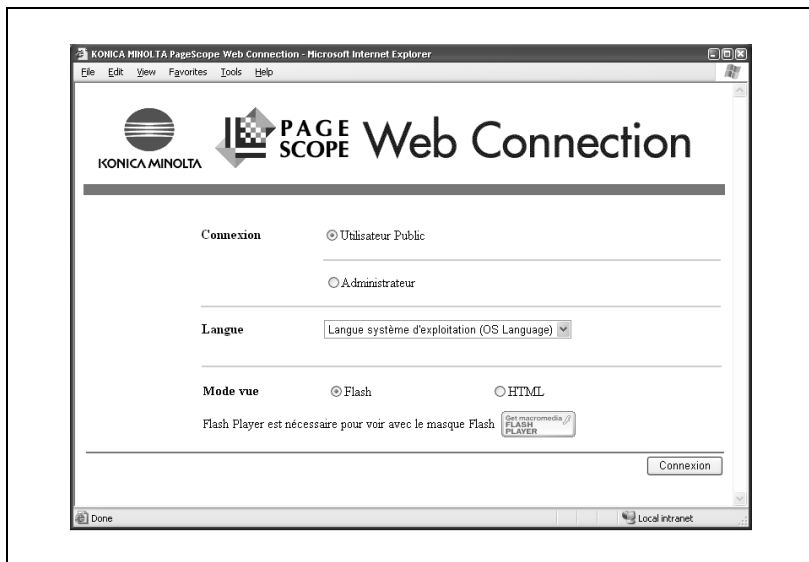 KONICA MINOLTA PageScope Web Connection - Microsoft Internet Explorer
File Edit View Favorites Tools Help
KONICA MINOLTA
PAGE SCOPE Web Connection
Connexion
Utilisateur Public
Administrateur
Langue
Langue système d'exploitation (OS Language)
Mode vue
Flash
HTML
Flash Player est nécessaire pour voir avec le masque Flash
Get macromedia
FLASH
PLAYER
Connexion
Done
Local intranet